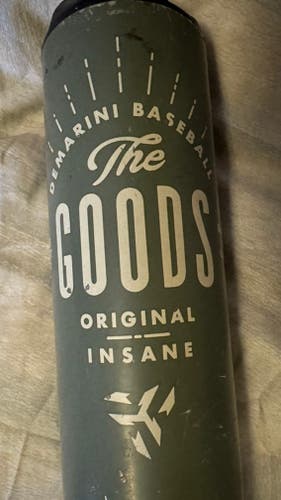 DEMARINI BASEBALL
The
GOODS
ORIGINAL
INSANE